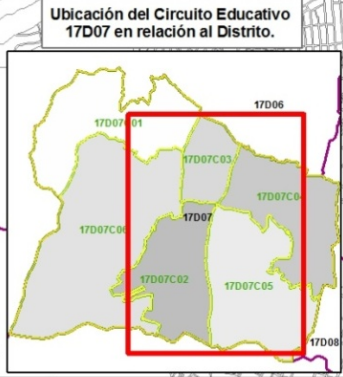 Ubicación del Circuito Educativo
17D07 en relación al Distrito.
17D06
17D07C01
17D07C03
17D07C04
17D07
17D07C06
17D07C02
17D07C05
17D08